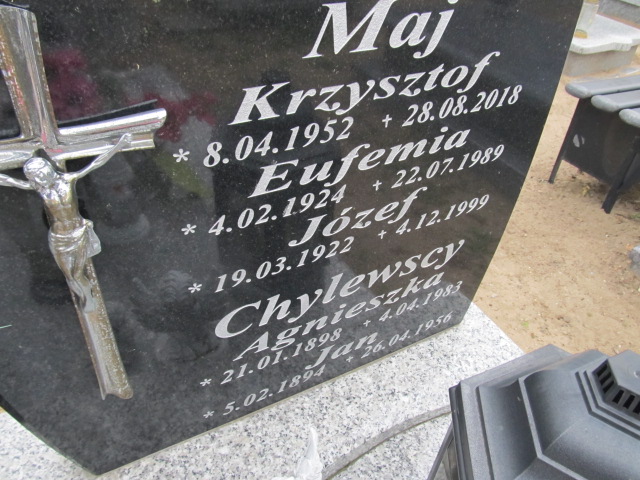 Maj
Krzysztof
* 8.04.1952 + 28.08.2018
Eufemia
* 4.02.1924 + 22.07.1989
Józef
* 19.03.1922 + 4.12.1999
Chylewscy
Agnieszka
* 21.01.1898 + 4.04.1983
Jan
* 5.02.1894 + 26.04.1956